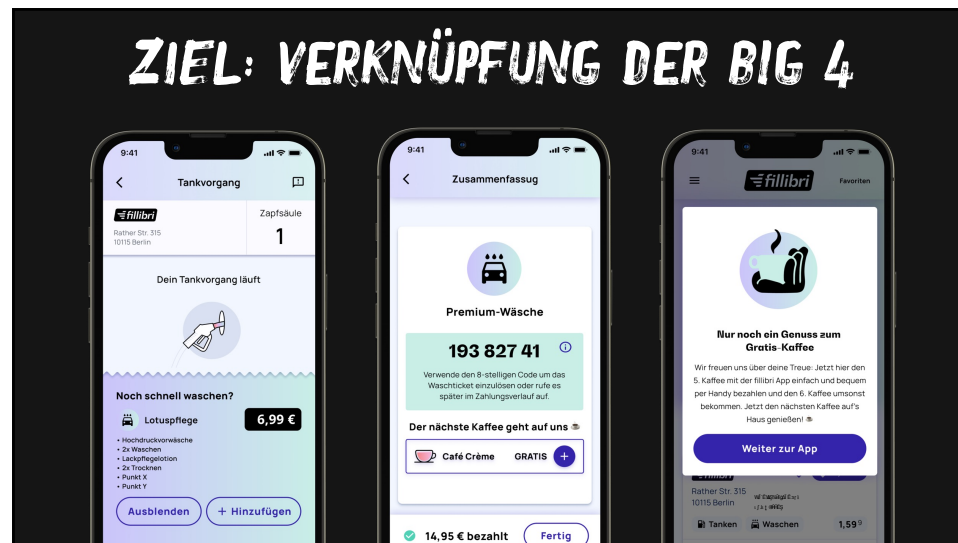 ZIEL: VERKNÜPFUNG DER BIG 4
9:41
Tankvorgang
fillibri
Rather Str. 315
10115 Berlin
Zapfsäule
1
Dein Tankvorgang läuft
Noch schnell waschen?
Lotuspflege
6,99 €
• Hochdruckvorwäsche
• 2x Waschen
• Lackpflegelotion
• 2x Trocknen
• Punkt X
• Punkt Y
Ausblenden
+ Hinzufügen
9:41
Zusammenfassug
Premium-Wäsche
193 827 41
Verwende den 8-stelligen Code um das
Waschticket einzulösen oder rufe es
später im Zahlungsverlauf auf.
Der nächste Kaffee geht auf uns ☕
Café Crème GRATIS +
14,95 € bezahlt
Fertig
9:41
fillibri
Favoriten
Nur noch ein Genuss zum
Gratis-Kaffee
Wir freuen uns über deine Treue: Jetzt hier den
5. Kaffee mit der fillibri App einfach und bequem
per Handy bezahlen und den 6. Kaffee umsonst
bekommen. Jetzt den nächsten Kaffee auf's
Haus genießen! ☕
Weiter zur App
Rather Str. 315
10115 Berlin
Tanken
Waschen
1,59⁹